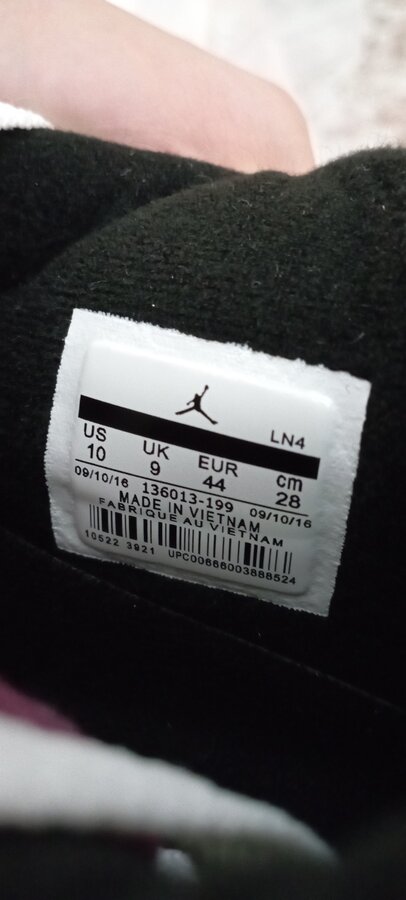 LN4
US UK EUR cm
10 9 44 28
09/10/16 136013-199 09/10/16
MADE IN VIETNAM
FABRIQUE AU VIETNAM
10522 3921 UPC00866003888524